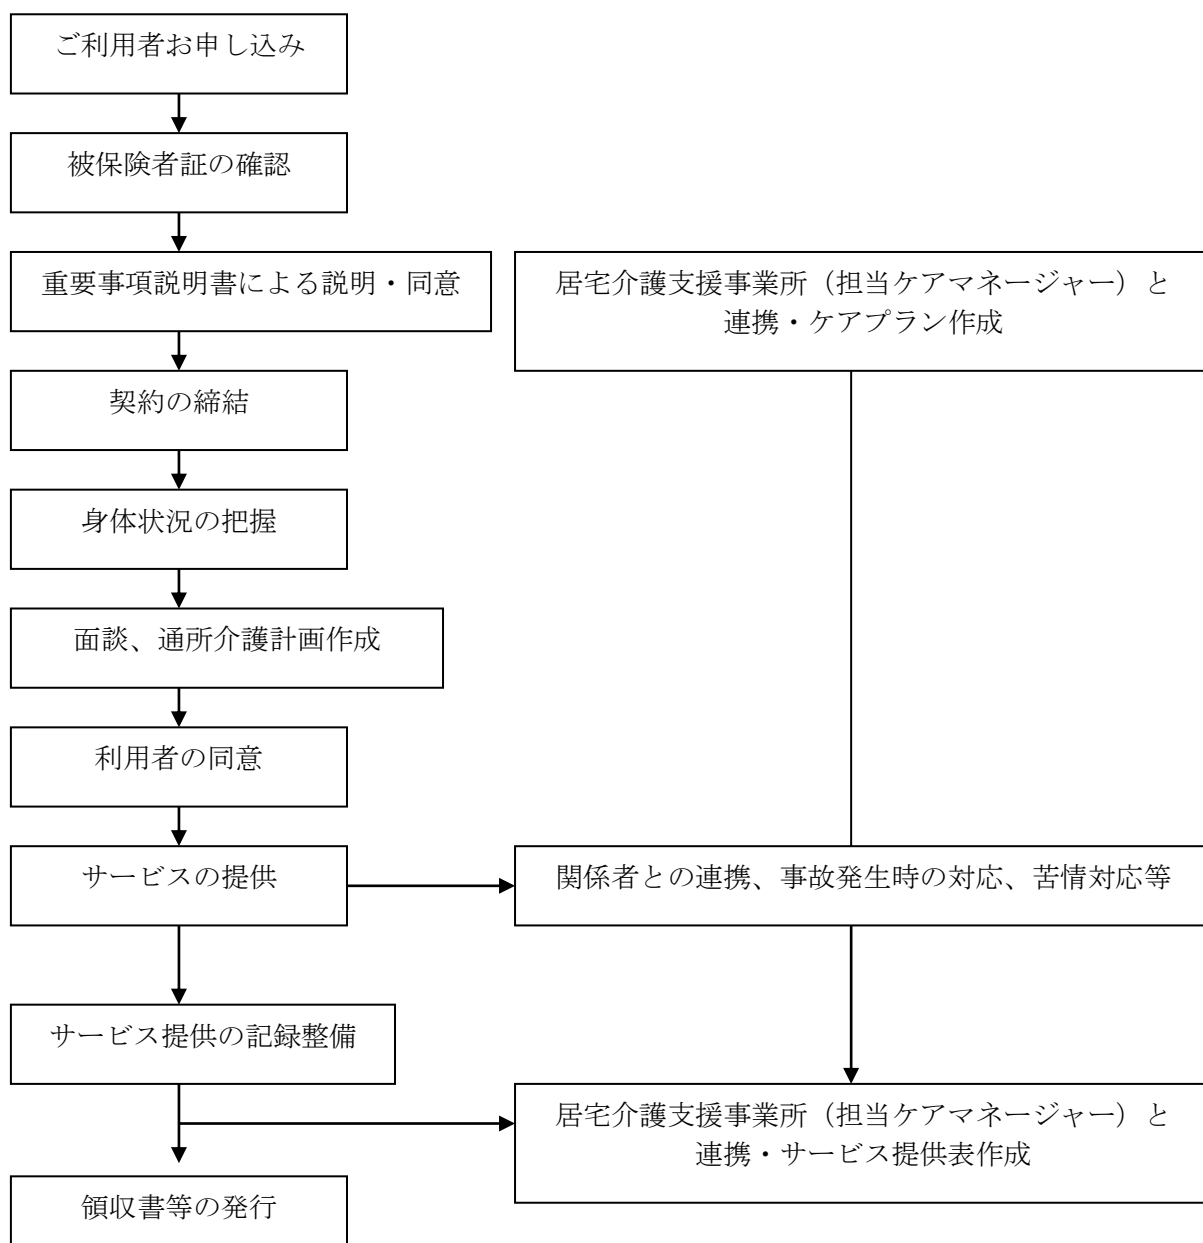 ご利用者お申し込み
被保険者証の確認
重要事項説明書による説明・同意
居宅介護支援事業所（担当ケアマネージャー）と
連携・ケアプラン作成
契約の締結
身体状況の把握
面談、通所介護計画作成
利用者の同意
サービスの提供
関係者との連携、事故発生時の対応、苦情対応等
サービス提供の記録整備
居宅介護支援事業所（担当ケアマネージャー）と
連携・サービス提供表作成
領収書等の発行